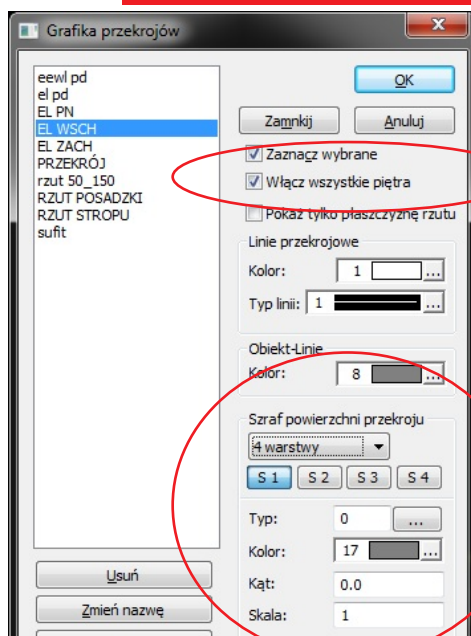 Grafika przekrojów
eewl pd
el pd
EL PN
EL WSCH
EL ZACH
PRZEKRÓJ
rzut 50_150
RZUT POSADZKI
RZUT STROPU
sufit
OK
Zamknij
Anuluj
Zaznacz wybrane
Włącz wszystkie piętra
Pokaż tylko płaszczyznę rzutu
Linie przekrojowe
Kolor: 1 ...
Typ linii: 1 ...
Obiekt-Linie
Kolor: 8 ...
Szraf powierzchni przekroju
4 warstwy
S 1 S 2 S 3 S 4
Typ: 0 ...
Kolor: 17 ...
Kąt: 0.0
Skala: 1
Usuń
Zmień nazwę